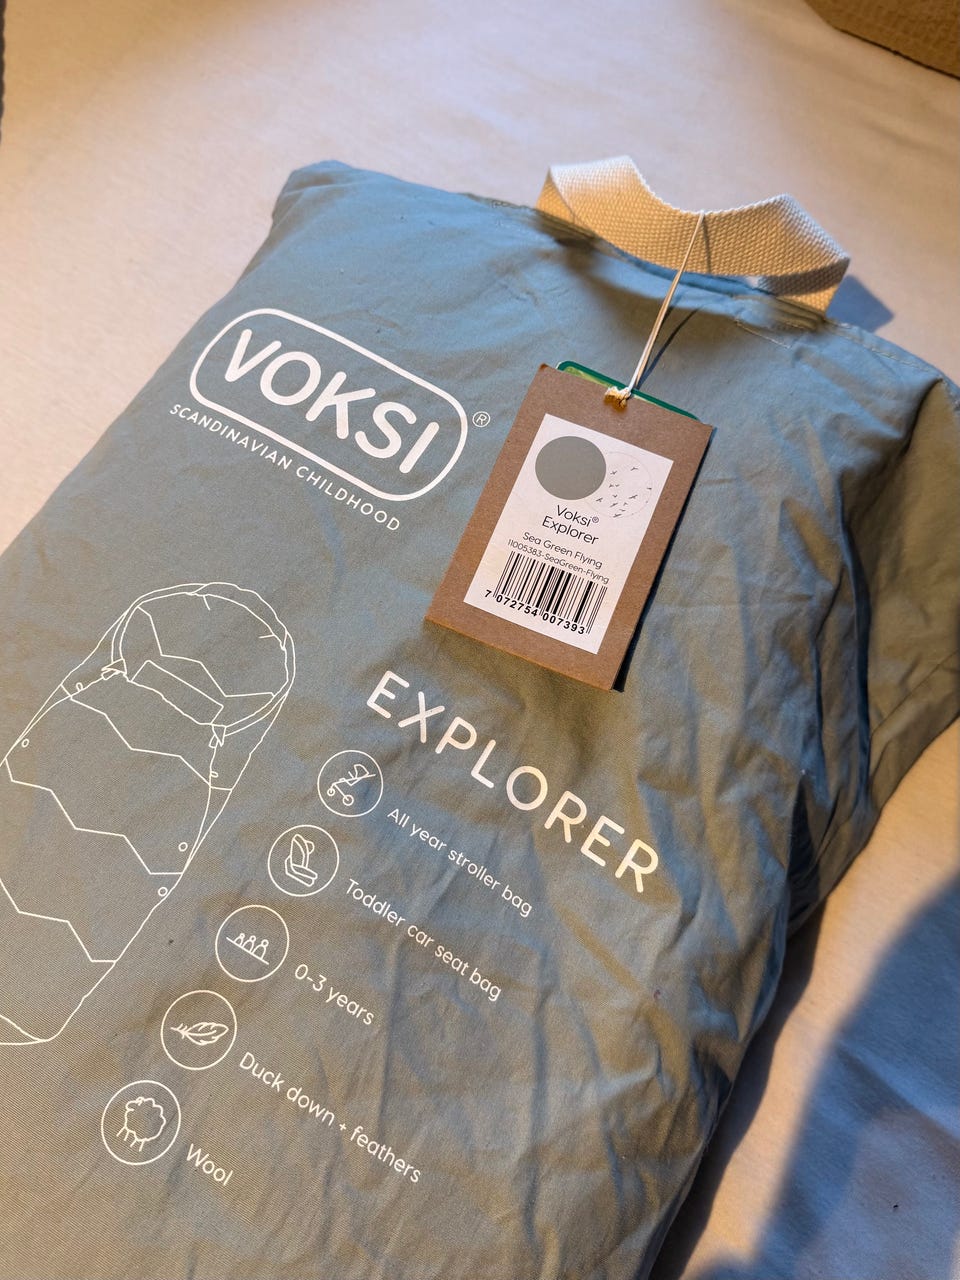 VOKSI®
SCANDINAVIAN CHILDHOOD
Voksi®
Explorer
Sea Green Flying
11005383-SeaGreen-Flying
7 072754 007393
EXPLORER
All year stroller bag
Toddler car seat bag
0-3 years
Duck down + feathers
Wool